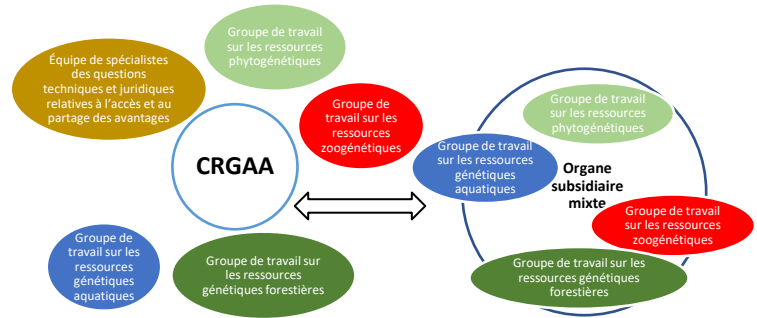 Groupe de travail
sur les ressources
phytogénétiques
Équipe de spécialistes
des questions
techniques et juridiques
relatives à l’accès et au
partage des avantages
Groupe de
travail sur les
ressources
zoogénétiques
CRGAA
Groupe de
travail sur les
ressources
génétiques
aquatiques
Groupe de travail sur
les ressources
génétiques forestières
Groupe de travail
sur les ressources
phytogénétiques
Groupe de travail
sur les ressources
génétiques
aquatiques
Organe
subsidiaire
mixte
Groupe de travail
sur les ressources
zoogénétiques
Groupe de travail sur les
ressources génétiques
forestières